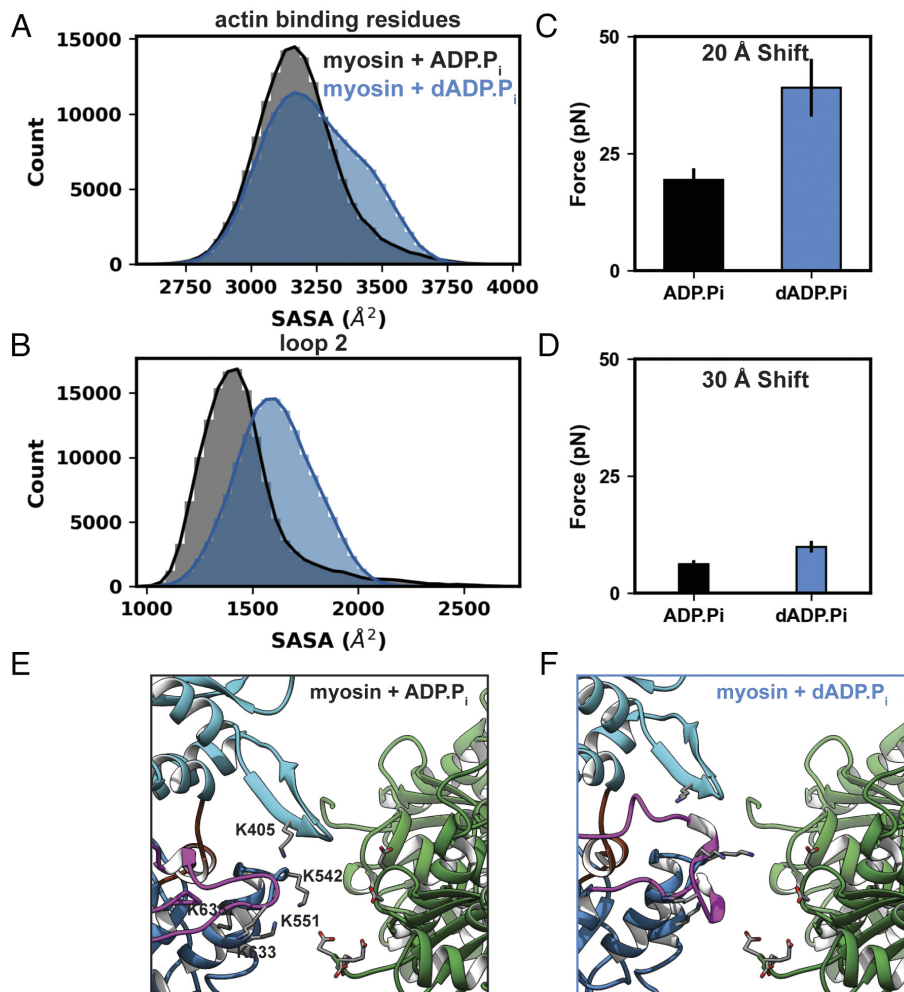 A
actin binding residues
15000
10000
5000
0
Count
myosin + ADP.Pi
myosin + dADP.Pi
2750 3000 3250 3500 3750 4000
SASA (Å²)
B
loop 2
15000
10000
5000
0
Count
1000 1500 2000 2500
SASA (Å²)
C
20 Å Shift
50
25
0
Force (pN)
ADP.Pi dADP.Pi
D
30 Å Shift
50
25
0
Force (pN)
ADP.Pi dADP.Pi
E
myosin + ADP.Pi
K405
K542
K551
K633
F
myosin + dADP.Pi